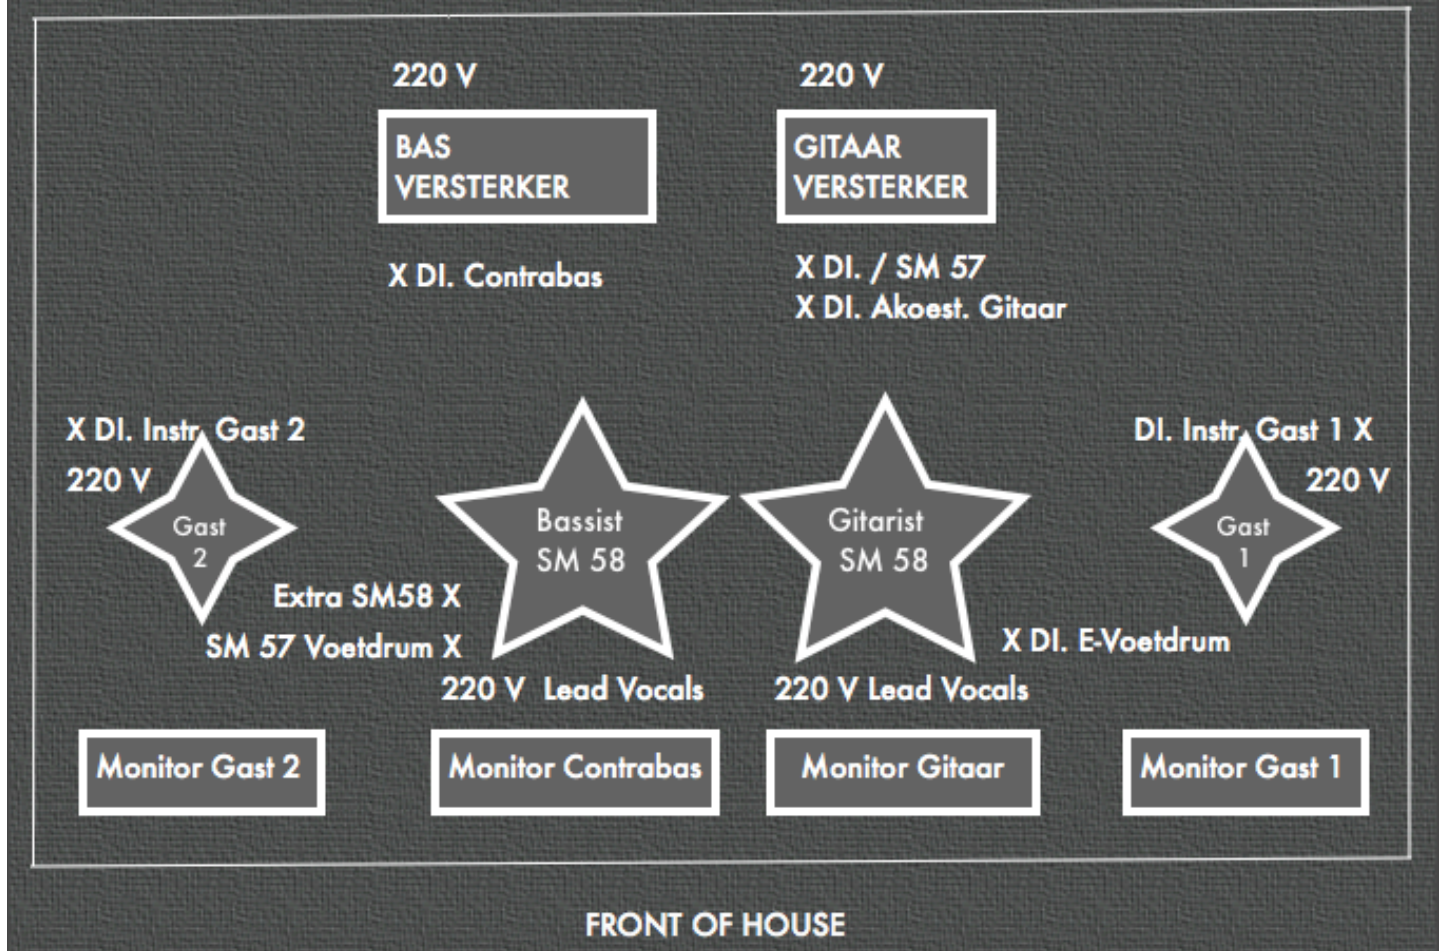 220 V
220 V
BAS
VERSTERKER
GITAAR
VERSTERKER
X DI. Contrabas
X DI. / SM 57
X DI. Akoest. Gitaar
X DI. Instr. Gast 2
220 V
Gast
2
Bassist
SM 58
Gitarist
SM 58
DI. Instr. Gast 1 X
220 V
Gast
1
Extra SM58 X
SM 57 Voetdrum X
X DI. E-Voetdrum
220 V Lead Vocals
220 V Lead Vocals
Monitor Gast 2
Monitor Contrabas
Monitor Gitaar
Monitor Gast 1
FRONT OF HOUSE